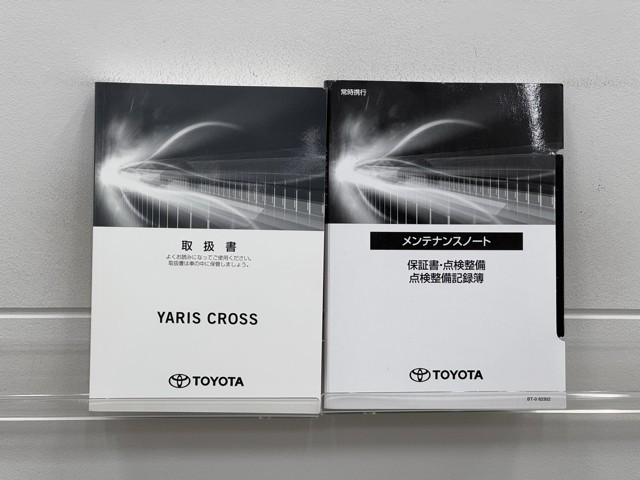 取扱書
よくお読みになってご使用ください。
取扱書は車の中に保管しましょう。
YARIS CROSS
TOYOTA
常時携行
メンテナンスノート
保証書・点検整備
点検整備記録簿
TOYOTA